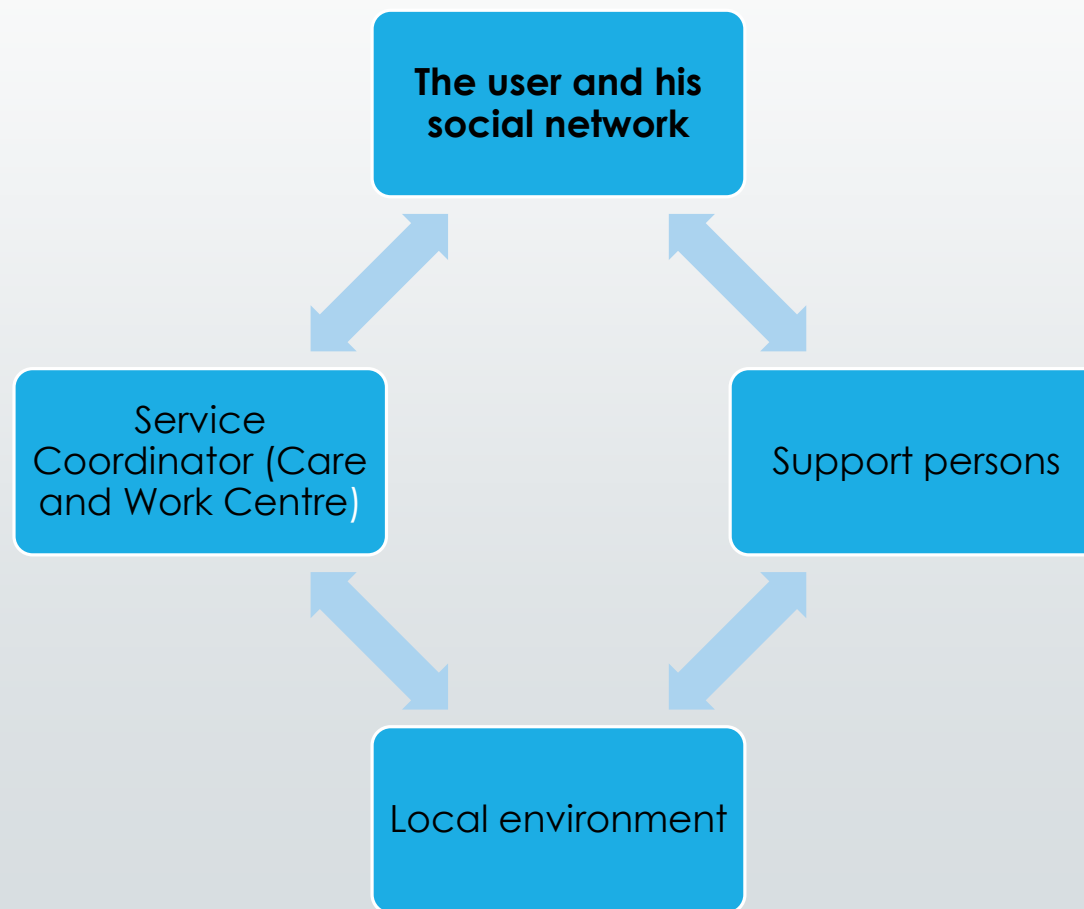 The user and his
social network
Service
Coordinator (Care
and Work Centre)
Support persons
Local environment